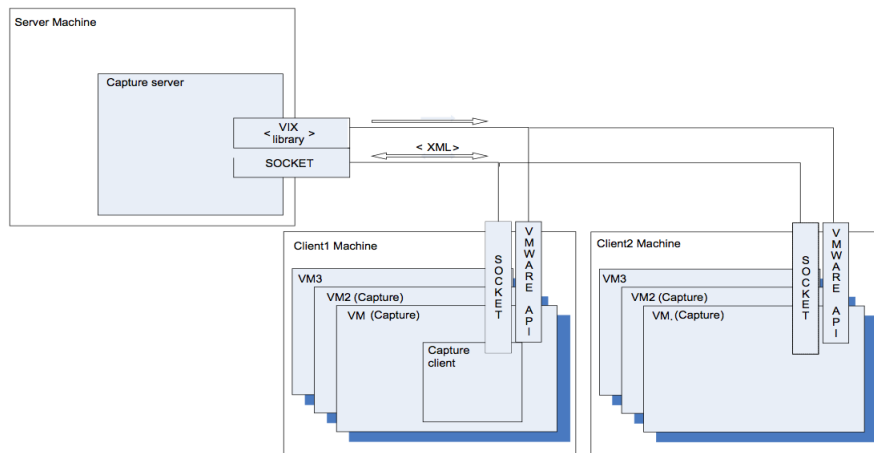 Server Machine
Capture server
VIX
< library >
SOCKET
< XML >
Client1 Machine
VM3
VM2 (Capture)
VM (Capture)
Capture
client
SOCKET
VMWARE API
Client2 Machine
VM3
VM2 (Capture)
VM, (Capture)
SOCKET
VMWARE API